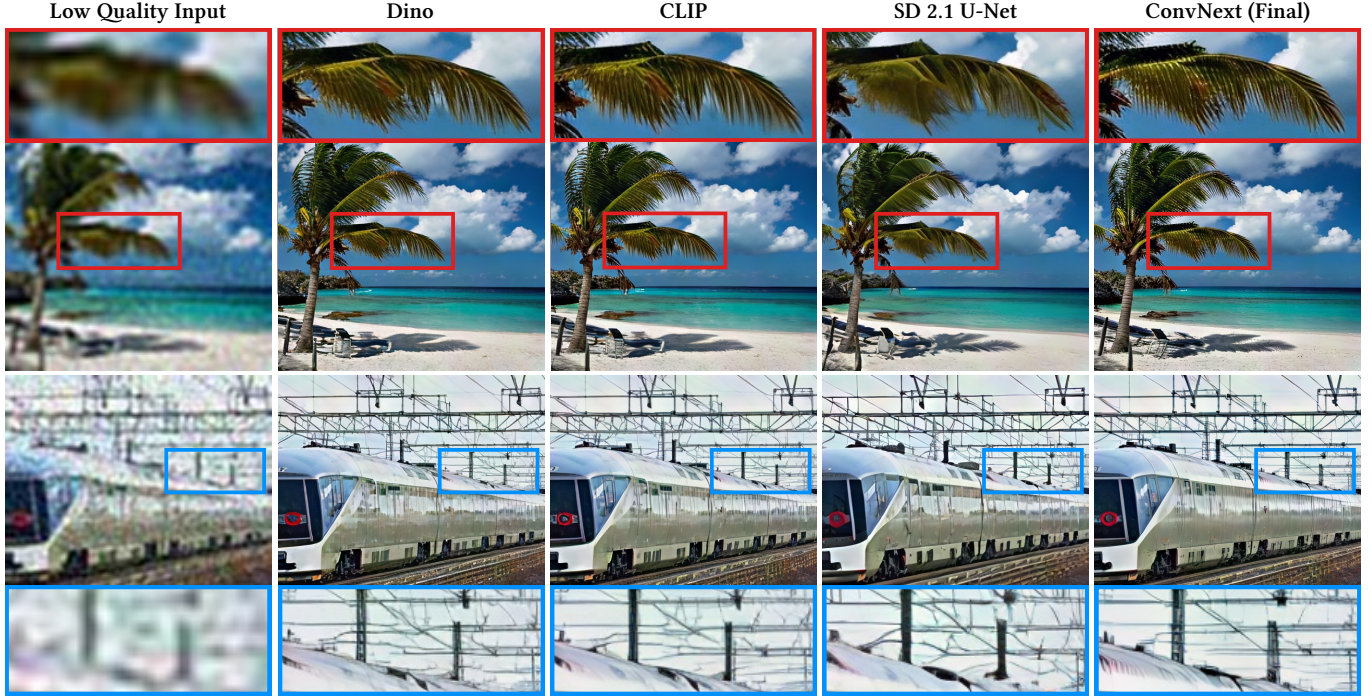 Low Quality Input
Dino
CLIP
SD 2.1 U-Net
ConvNext (Final)